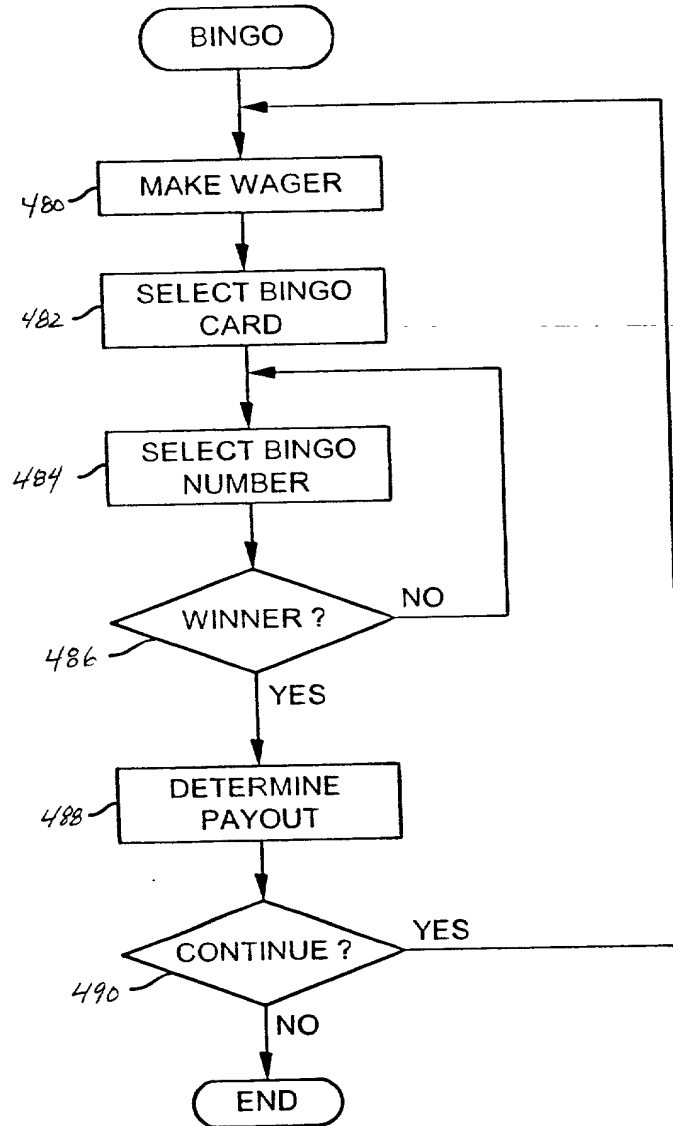 BINGO
480
MAKE WAGER
482
SELECT BINGO
CARD
484
SELECT BINGO
NUMBER
486
WINNER ?
NO
YES
488
DETERMINE
PAYOUT
490
CONTINUE ?
YES
NO
END